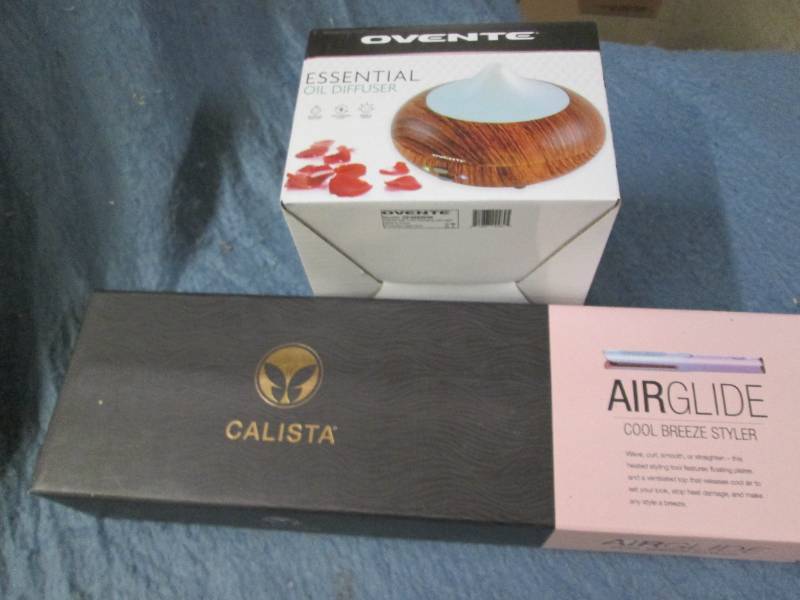 OVENTE
ESSENTIAL
OIL DIFFUSER
OVENTE
OVENTE
CALISTA
AIRGLIDE
COOL BREEZE STYLER
Wave, curl, smooth, or straighten – this
heated styling tool features floating plates
and a ventilated top that releases cool air to
set your look, stop heat damage, and make
any style a breeze.
AIRGLIDE